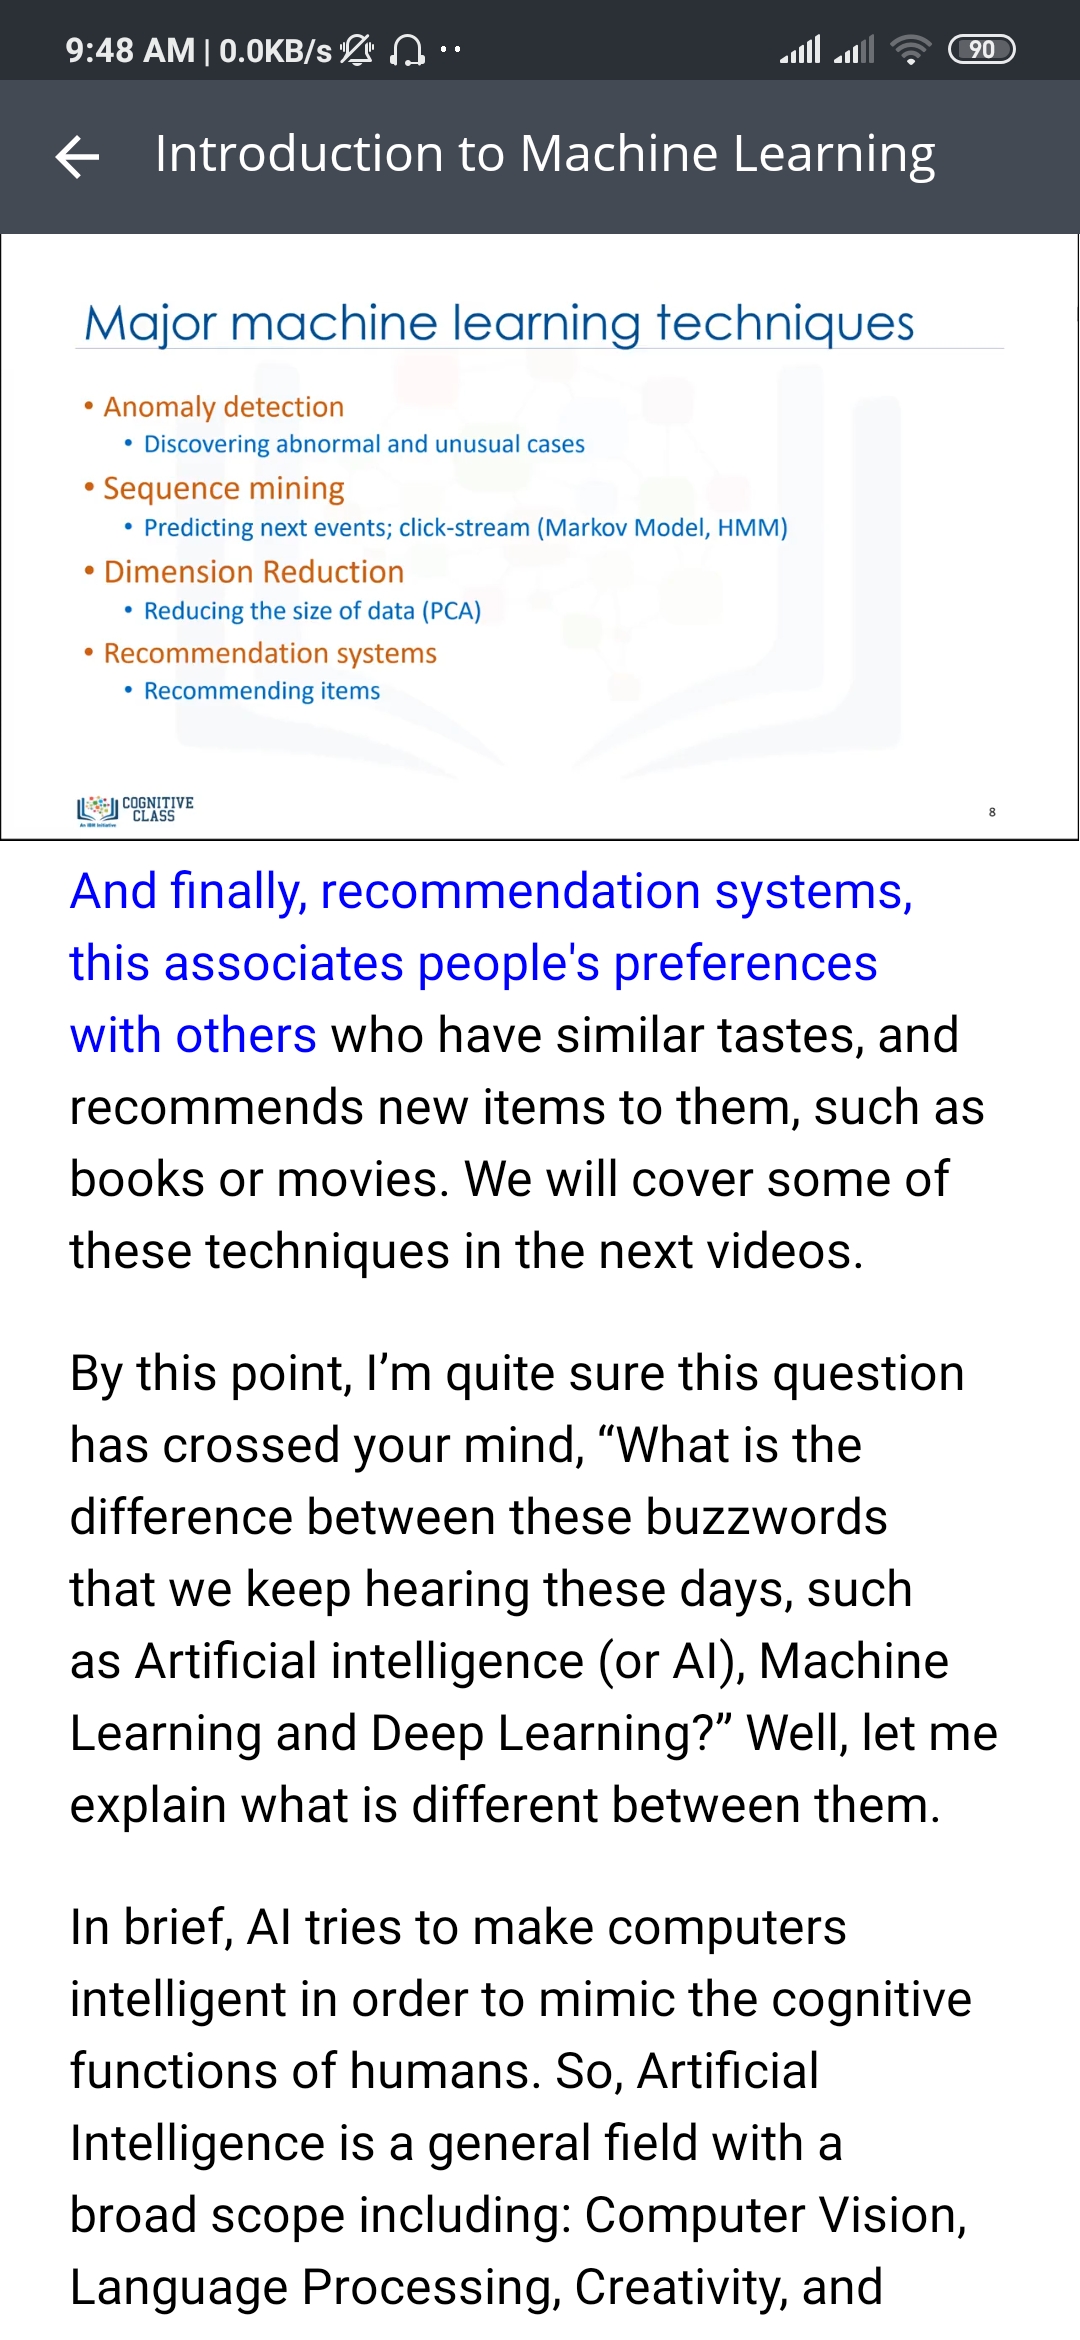 9:48 AM | 0.0KB/s
90
Introduction to Machine Learning
Major machine learning techniques
• Anomaly detection
• Discovering abnormal and unusual cases
• Sequence mining
• Predicting next events; click-stream (Markov Model, HMM)
• Dimension Reduction
• Reducing the size of data (PCA)
• Recommendation systems
• Recommending items
COGNITIVE
CLASS
An IBM Initiative
8
And finally, recommendation systems,
this associates people's preferences
with others who have similar tastes, and
recommends new items to them, such as
books or movies. We will cover some of
these techniques in the next videos.
By this point, I’m quite sure this question
has crossed your mind, “What is the
difference between these buzzwords
that we keep hearing these days, such
as Artificial intelligence (or AI), Machine
Learning and Deep Learning?” Well, let me
explain what is different between them.
In brief, AI tries to make computers
intelligent in order to mimic the cognitive
functions of humans. So, Artificial
Intelligence is a general field with a
broad scope including: Computer Vision,
Language Processing, Creativity, and